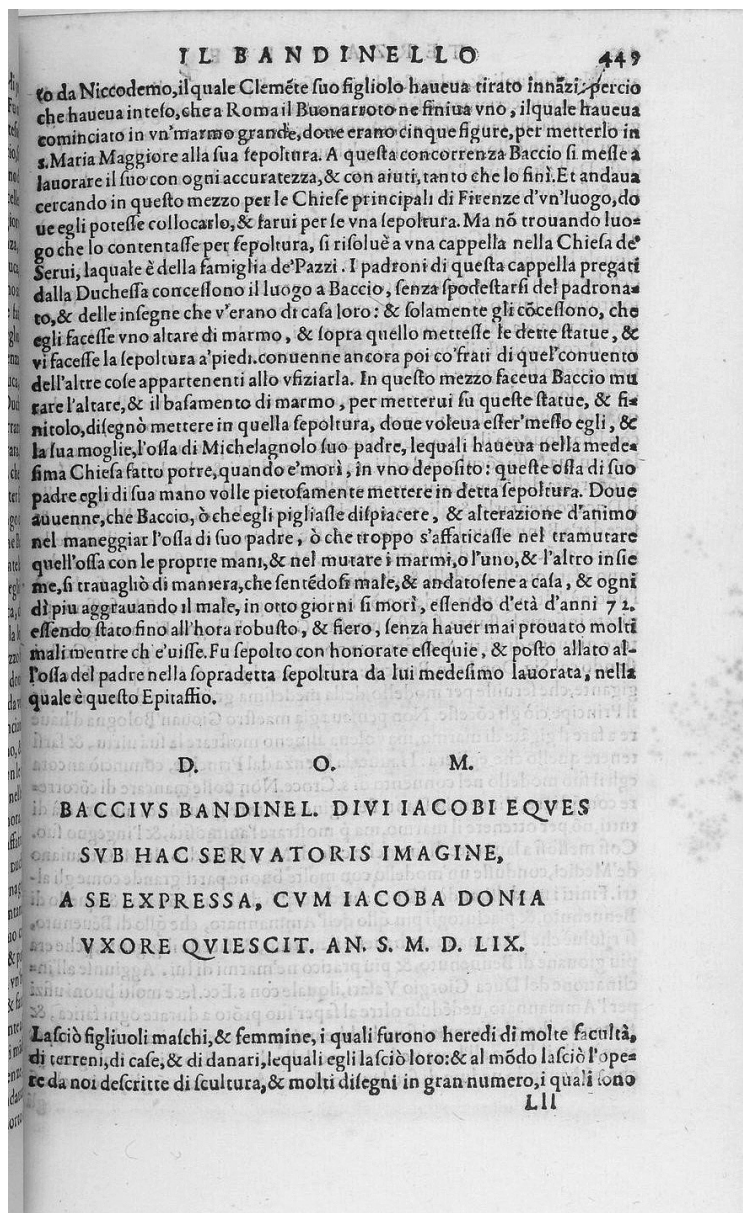 IL BANDINELLO 449
to da Niccodemo,il quale Clemẽte ſuo figliolo haueua tirato innãzi, percio
che haueua inteſo,che a Roma il Buonarroto ne finiua vno, ilquale haueua
cominciato in vn'marmo grande, doue erano cinque figure, per metterlo in
s.Maria Maggiore alla ſua ſepoltura. A queſta concorrenza Baccio ſi meſſe a
lauorare il ſuo con ogni accuratezza,& con aiuti, tanto che lo finì. Et andaua
cercando in queſto mezzo per le Chieſe principali di Firenze d'vn'luogo, do
ue egli poteſſe collocarlo,& farui per ſe vna ſepoltura. Ma nõ trouando luo-
go che lo contentaſſe per ſepoltura, ſi riſoluè a vna cappella nella Chieſa de'
Serui, laquale è della famiglia de'Pazzi. I padroni di queſta cappella pregati
dalla Ducheſſa conceſſono il luogo a Baccio, ſenza ſpodeſtarſi del padrona-
to,& delle inſegne che v'erano di caſa loro: & ſolamente gli cõceſſono, che
egli faceſſe vno altare di marmo, & ſopra quello metteſſe le dette ſtatue, &
vi faceſſe la ſepoltura a'piedi.conuenne ancora poi co'frati di quel'conuento
dell'altre coſe appartenenti allo vfiziarla. In queſto mezzo faceua Baccio mu
rare l'altare,& il baſamento di marmo, per metterui ſu queſte ſtatue, & fi-
nitolo,diſegnò mettere in quella ſepoltura, doue voleua eſſer'meſſo egli, &
la ſua moglie,l'oſſa di Michelagnolo ſuo padre, lequali haueua nella mede-
ſima Chieſa fatto porre,quando e'morì, in vno depoſito: queſte oſſa di ſuo
padre egli di ſua mano volle pietoſamente mettere in detta ſepoltura. Doue
auuenne,che Baccio, ò che egli pigliaſſe diſpiacere, & alterazione d'animo
nel maneggiar l'oſſa di ſuo padre, ò che troppo s'affaticaſſe nel tramutare
quell'oſſa con le proprie mani,& nel mutare i marmi,o l'uno,& l'altro inſie
me,ſi trauagliò di maniera,che ſentẽdoſi male,& andatoſene a caſa, & ogni
dì piu aggrauando il male, in otto giorni ſi morì, eſſendo d'età d'anni 72.
eſſendo ſtato fino all'hora robuſto, & fiero, ſenza hauer mai prouato molti
mali mentre ch e'uiſſe. Fu ſepolto con honorate eſſequie, & poſto allato al-
l'oſſa del padre nella ſopradetta ſepoltura da lui medeſimo lauorata, nella
quale è queſto Epitaffio.
D. O. M.
BACCIVS BANDINEL. DIVI IACOBI EQVES
SVB HAC SERVATORIS IMAGINE,
A SE EXPRESSA, CVM IACOBA DONIA
VXORE QVIESCIT. AN. S. M. D. LIX.
Laſciò figliuoli maſchi,& femmine, i quali furono heredi di molte facultà,
di terreni,di caſe,& di danari,lequali egli laſciò loro:& al mõdo laſciò l'ope-
re da noi deſcritte di ſcultura,& molti diſegni in gran numero,i quali ſono
Lll